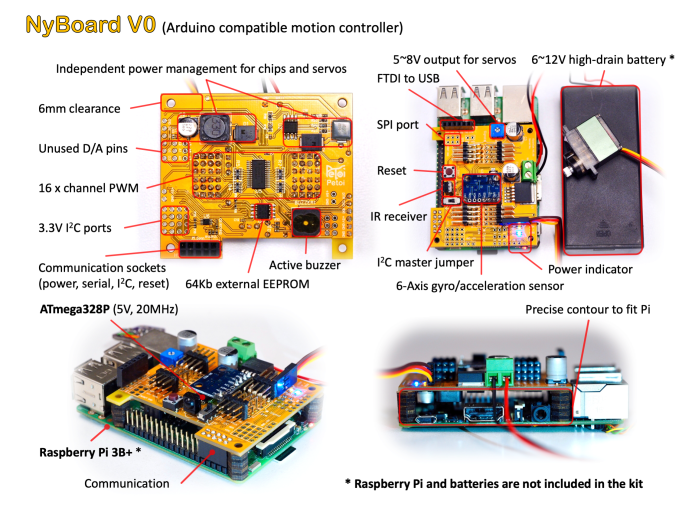 NyBoard V0 (Arduino compatible motion controller)
Independent power management for chips and servos
6mm clearance
Unused D/A pins
16 x channel PWM
3.3V I²C ports
Communication sockets
(power, serial, I²C, reset)
64Kb external EEPROM
Active buzzer
Petoi
5~8V output for servos
6~12V high-drain battery *
FTDI to USB
SPI port
Reset
IR receiver
I²C master jumper
Power indicator
6-Axis gyro/acceleration sensor
ATmega328P (5V, 20MHz)
Precise contour to fit Pi
Raspberry Pi 3B+ *
Communication
* Raspberry Pi and batteries are not included in the kit